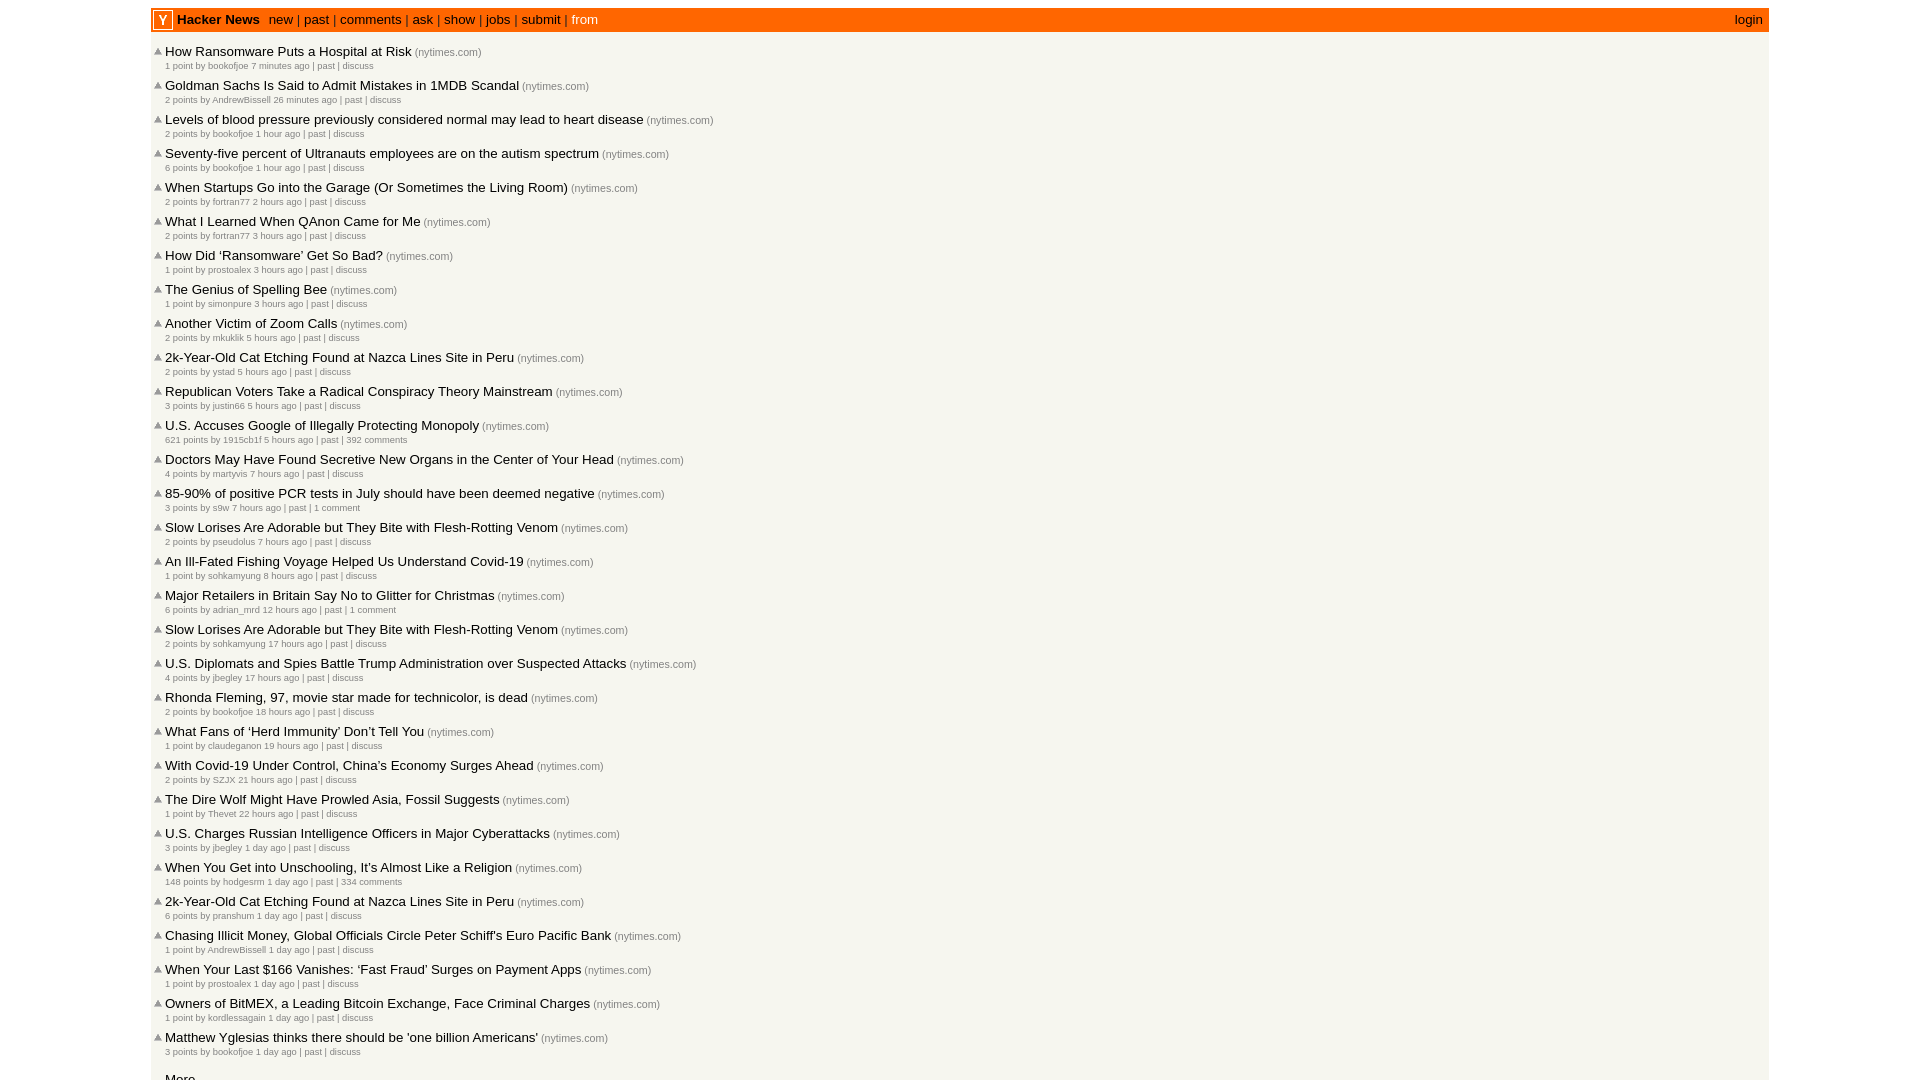 Y Hacker News new | past | comments | ask | show | jobs | submit | from login
How Ransomware Puts a Hospital at Risk (nytimes.com)
1 point by bookofjoe 7 minutes ago | past | discuss
Goldman Sachs Is Said to Admit Mistakes in 1MDB Scandal (nytimes.com)
2 points by AndrewBissell 26 minutes ago | past | discuss
Levels of blood pressure previously considered normal may lead to heart disease (nytimes.com)
2 points by bookofjoe 1 hour ago | past | discuss
Seventy-five percent of Ultranauts employees are on the autism spectrum (nytimes.com)
6 points by bookofjoe 1 hour ago | past | discuss
When Startups Go into the Garage (Or Sometimes the Living Room) (nytimes.com)
2 points by fortran77 2 hours ago | past | discuss
What I Learned When QAnon Came for Me (nytimes.com)
2 points by fortran77 3 hours ago | past | discuss
How Did ‘Ransomware’ Get So Bad? (nytimes.com)
1 point by prostoalex 3 hours ago | past | discuss
The Genius of Spelling Bee (nytimes.com)
1 point by simonpure 3 hours ago | past | discuss
Another Victim of Zoom Calls (nytimes.com)
2 points by mkuklik 5 hours ago | past | discuss
2k-Year-Old Cat Etching Found at Nazca Lines Site in Peru (nytimes.com)
2 points by ystad 5 hours ago | past | discuss
Republican Voters Take a Radical Conspiracy Theory Mainstream (nytimes.com)
3 points by justin66 5 hours ago | past | discuss
U.S. Accuses Google of Illegally Protecting Monopoly (nytimes.com)
621 points by 1915cb1f 5 hours ago | past | 392 comments
Doctors May Have Found Secretive New Organs in the Center of Your Head (nytimes.com)
4 points by martyvis 7 hours ago | past | discuss
85-90% of positive PCR tests in July should have been deemed negative (nytimes.com)
3 points by s9w 7 hours ago | past | 1 comment
Slow Lorises Are Adorable but They Bite with Flesh-Rotting Venom (nytimes.com)
2 points by pseudolus 7 hours ago | past | discuss
An Ill-Fated Fishing Voyage Helped Us Understand Covid-19 (nytimes.com)
1 point by sohkamyung 8 hours ago | past | discuss
Major Retailers in Britain Say No to Glitter for Christmas (nytimes.com)
6 points by adrian_mrd 12 hours ago | past | 1 comment
Slow Lorises Are Adorable but They Bite with Flesh-Rotting Venom (nytimes.com)
2 points by sohkamyung 17 hours ago | past | discuss
U.S. Diplomats and Spies Battle Trump Administration over Suspected Attacks (nytimes.com)
4 points by jbegley 17 hours ago | past | discuss
Rhonda Fleming, 97, movie star made for technicolor, is dead (nytimes.com)
2 points by bookofjoe 18 hours ago | past | discuss
What Fans of ‘Herd Immunity’ Don’t Tell You (nytimes.com)
1 point by claudeganon 19 hours ago | past | discuss
With Covid-19 Under Control, China’s Economy Surges Ahead (nytimes.com)
2 points by SZJX 21 hours ago | past | discuss
The Dire Wolf Might Have Prowled Asia, Fossil Suggests (nytimes.com)
1 point by Thevet 22 hours ago | past | discuss
U.S. Charges Russian Intelligence Officers in Major Cyberattacks (nytimes.com)
3 points by jbegley 1 day ago | past | discuss
When You Get into Unschooling, It’s Almost Like a Religion (nytimes.com)
148 points by hodgesrm 1 day ago | past | 334 comments
2k-Year-Old Cat Etching Found at Nazca Lines Site in Peru (nytimes.com)
6 points by pranshum 1 day ago | past | discuss
Chasing Illicit Money, Global Officials Circle Peter Schiff's Euro Pacific Bank (nytimes.com)
1 point by AndrewBissell 1 day ago | past | discuss
When Your Last $166 Vanishes: ‘Fast Fraud’ Surges on Payment Apps (nytimes.com)
1 point by prostoalex 1 day ago | past | discuss
Owners of BitMEX, a Leading Bitcoin Exchange, Face Criminal Charges (nytimes.com)
1 point by kordlessagain 1 day ago | past | discuss
Matthew Yglesias thinks there should be 'one billion Americans' (nytimes.com)
3 points by bookofjoe 1 day ago | past | discuss
More